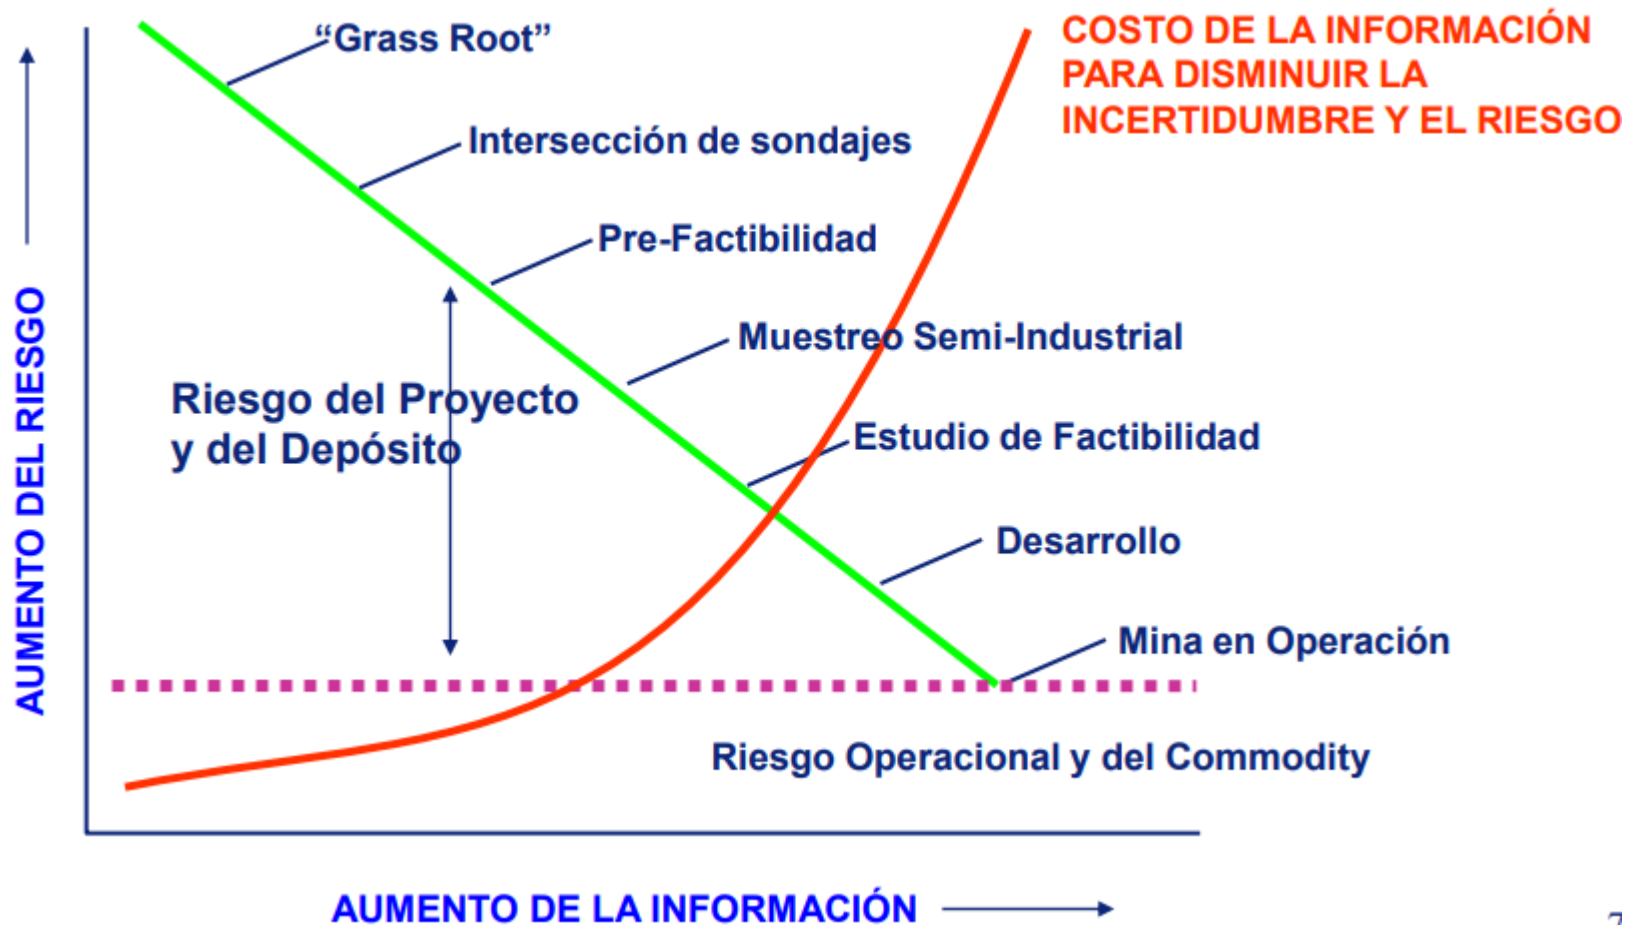 “Grass Root”
COSTO DE LA INFORMACIÓN
PARA DISMINUIR LA
INCERTIDUMBRE Y EL RIESGO
Intersección de sondajes
Pre-Factibilidad
Muestreo Semi-Industrial
Riesgo del Proyecto
y del Depósito
Estudio de Factibilidad
Desarrollo
Mina en Operación
Riesgo Operacional y del Commodity
AUMENTO DEL RIESGO
AUMENTO DE LA INFORMACIÓN